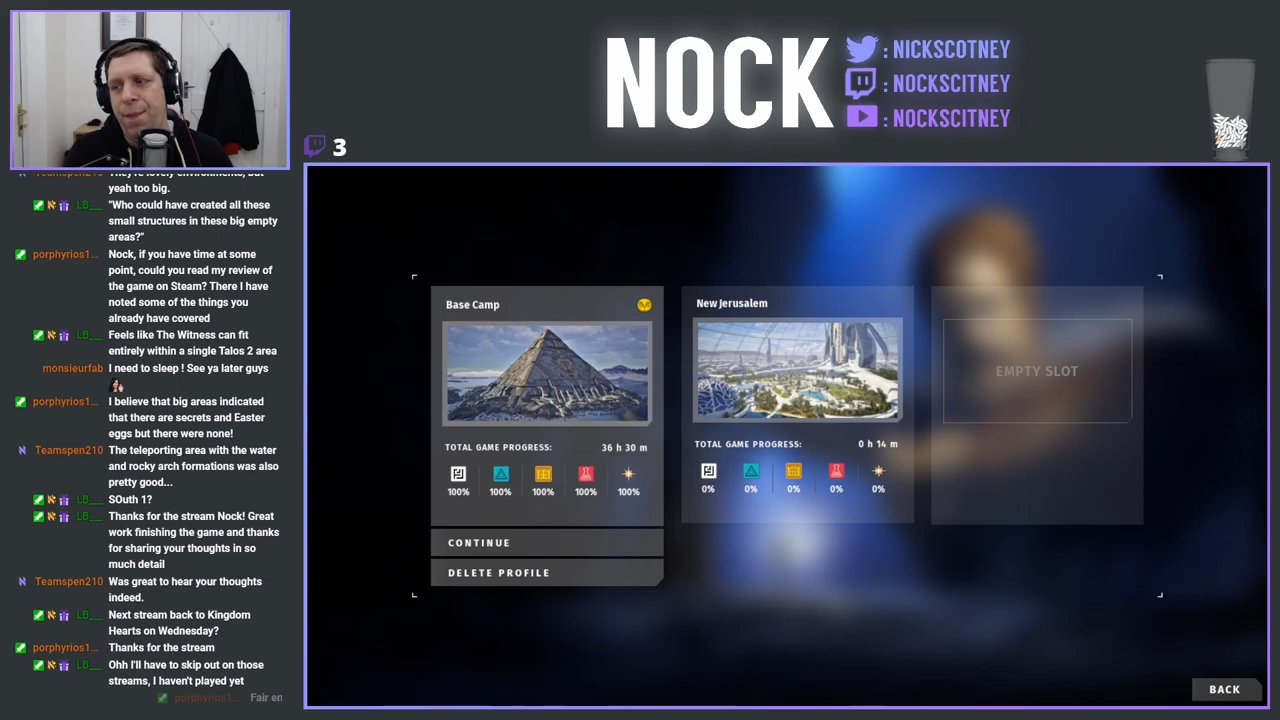 NOCK
: NICKSCOTNEY
: NOCKSCITNEY
: NOCKSCITNEY
3
Teamspen210 They're lovely environments, but
yeah too big.
LB__ "Who could have created all these
small structures in these big empty
areas?"
porphyrios1... Nock, if you have time at some
point, could you read my review of
the game on Steam? There I have
noted some of the things you
already have covered
LB__ Feels like The Witness can fit
entirely within a single Talos 2 area
monsieurfab I need to sleep ! See ya later guys
porphyrios1... I believe that big areas indicated
that there are secrets and Easter
eggs but there were none!
Teamspen210 The teleporting area with the water
and rocky arch formations was also
pretty good...
LB__ SOuth 1?
LB__ Thanks for the stream Nock! Great
work finishing the game and thanks
for sharing your thoughts in so
much detail
Teamspen210 Was great to hear your thoughts
indeed.
LB__ Next stream back to Kingdom
Hearts on Wednesday?
porphyrios1... Thanks for the stream
LB__ Ohh I'll have to skip out on those
streams, I haven't played yet
porphyrios1... Fair en
Base Camp
TOTAL GAME PROGRESS: 36 h 30 m
100% 100% 100% 100% 100%
CONTINUE
DELETE PROFILE
New Jerusalem
TOTAL GAME PROGRESS: 0 h 14 m
0% 0% 0% 0% 0%
EMPTY SLOT
BACK